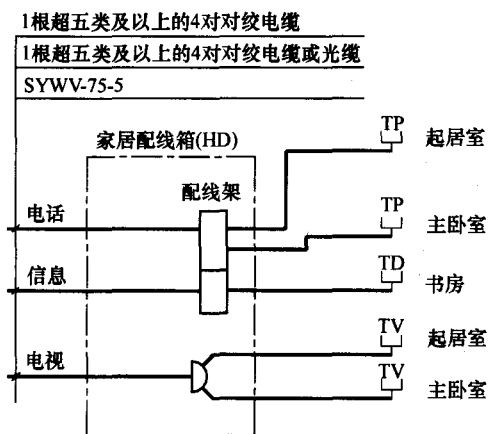 1根超五类及以上的4对对绞电缆
1根超五类及以上的4对对绞电缆或光缆
SYWV-75-5
家居配线箱(HD)
配线架
TP
起居室
电话
TP
主卧室
信息
TD
书房
TV
起居室
电视
TV
主卧室